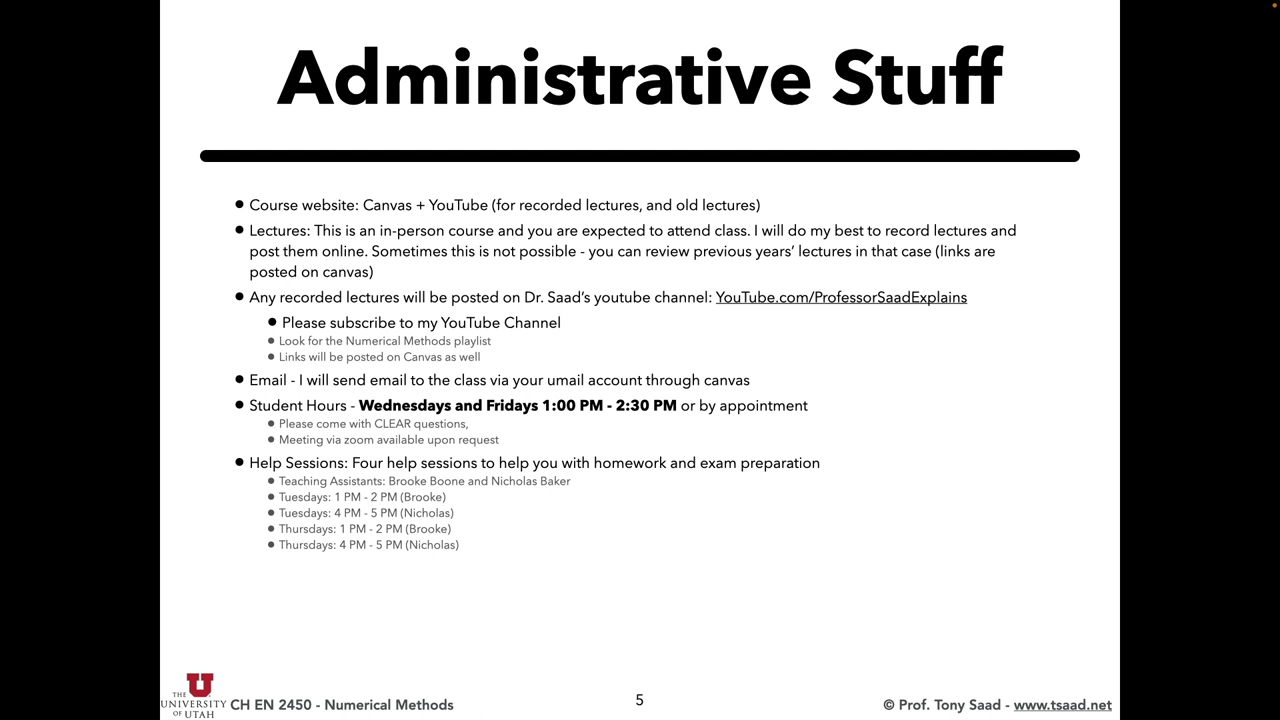 Administrative Stuff
• Course website: Canvas + YouTube (for recorded lectures, and old lectures)
• Lectures: This is an in-person course and you are expected to attend class. I will do my best to record lectures and
post them online. Sometimes this is not possible - you can review previous years’ lectures in that case (links are
posted on canvas)
• Any recorded lectures will be posted on Dr. Saad’s youtube channel: YouTube.com/ProfessorSaadExplains
• Please subscribe to my YouTube Channel
• Look for the Numerical Methods playlist
• Links will be posted on Canvas as well
• Email - I will send email to the class via your umail account through canvas
• Student Hours - Wednesdays and Fridays 1:00 PM - 2:30 PM or by appointment
• Please come with CLEAR questions,
• Meeting via zoom available upon request
• Help Sessions: Four help sessions to help you with homework and exam preparation
• Teaching Assistants: Brooke Boone and Nicholas Baker
• Tuesdays: 1 PM - 2 PM (Brooke)
• Tuesdays: 4 PM - 5 PM (Nicholas)
• Thursdays: 1 PM - 2 PM (Brooke)
• Thursdays: 4 PM - 5 PM (Nicholas)
U
THE
UNIVERSITY
OF UTAH
CH EN 2450 - Numerical Methods
5
© Prof. Tony Saad - www.tsaad.net